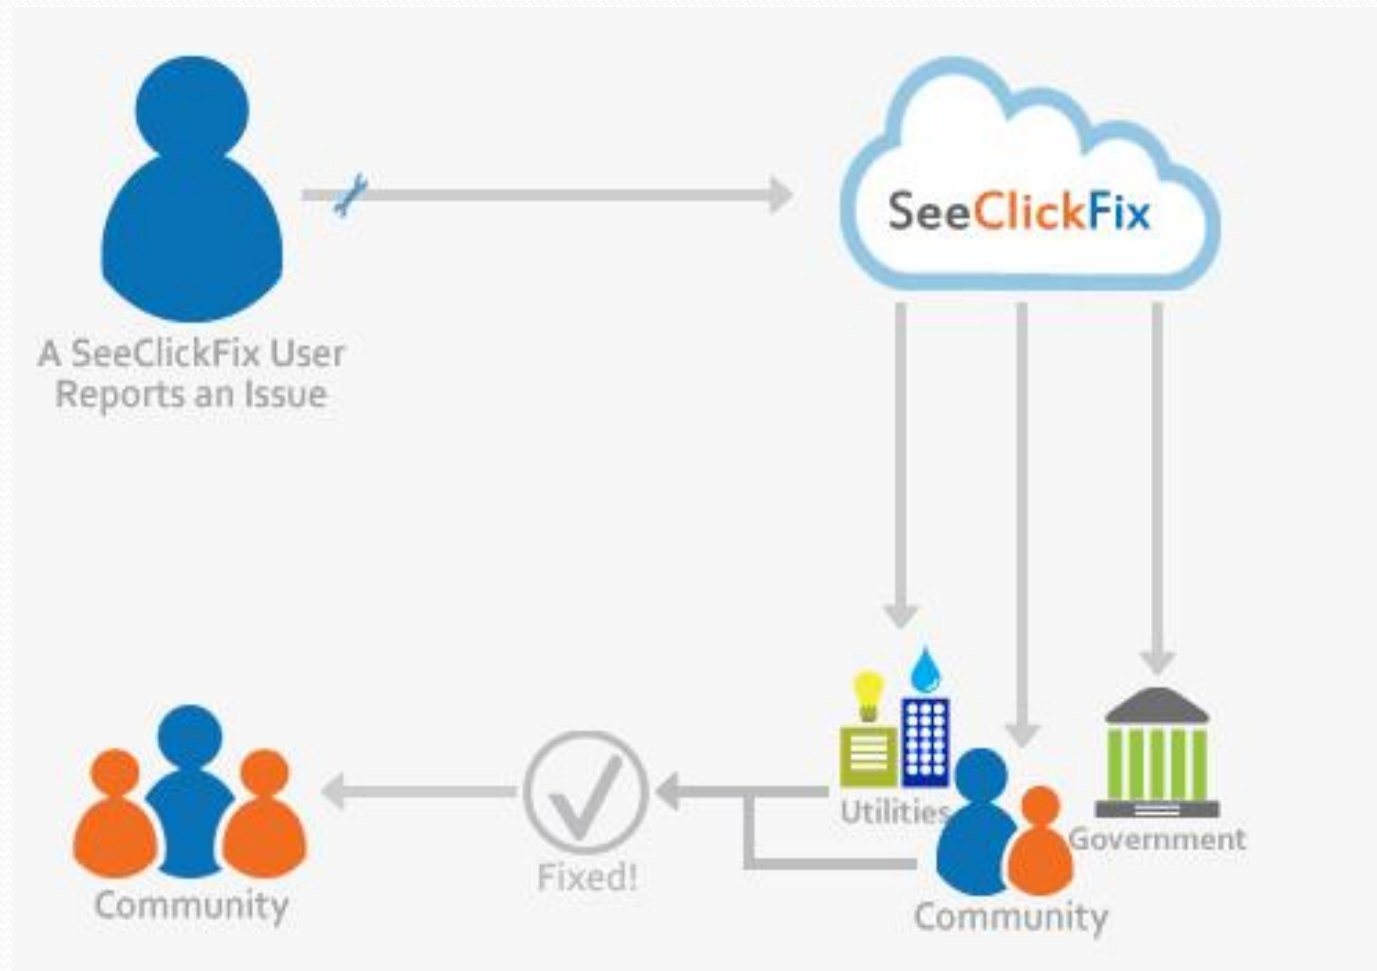 SeeClickFix
A SeeClickFix User
Reports an Issue
Utilities
Government
Fixed!
Community
Community